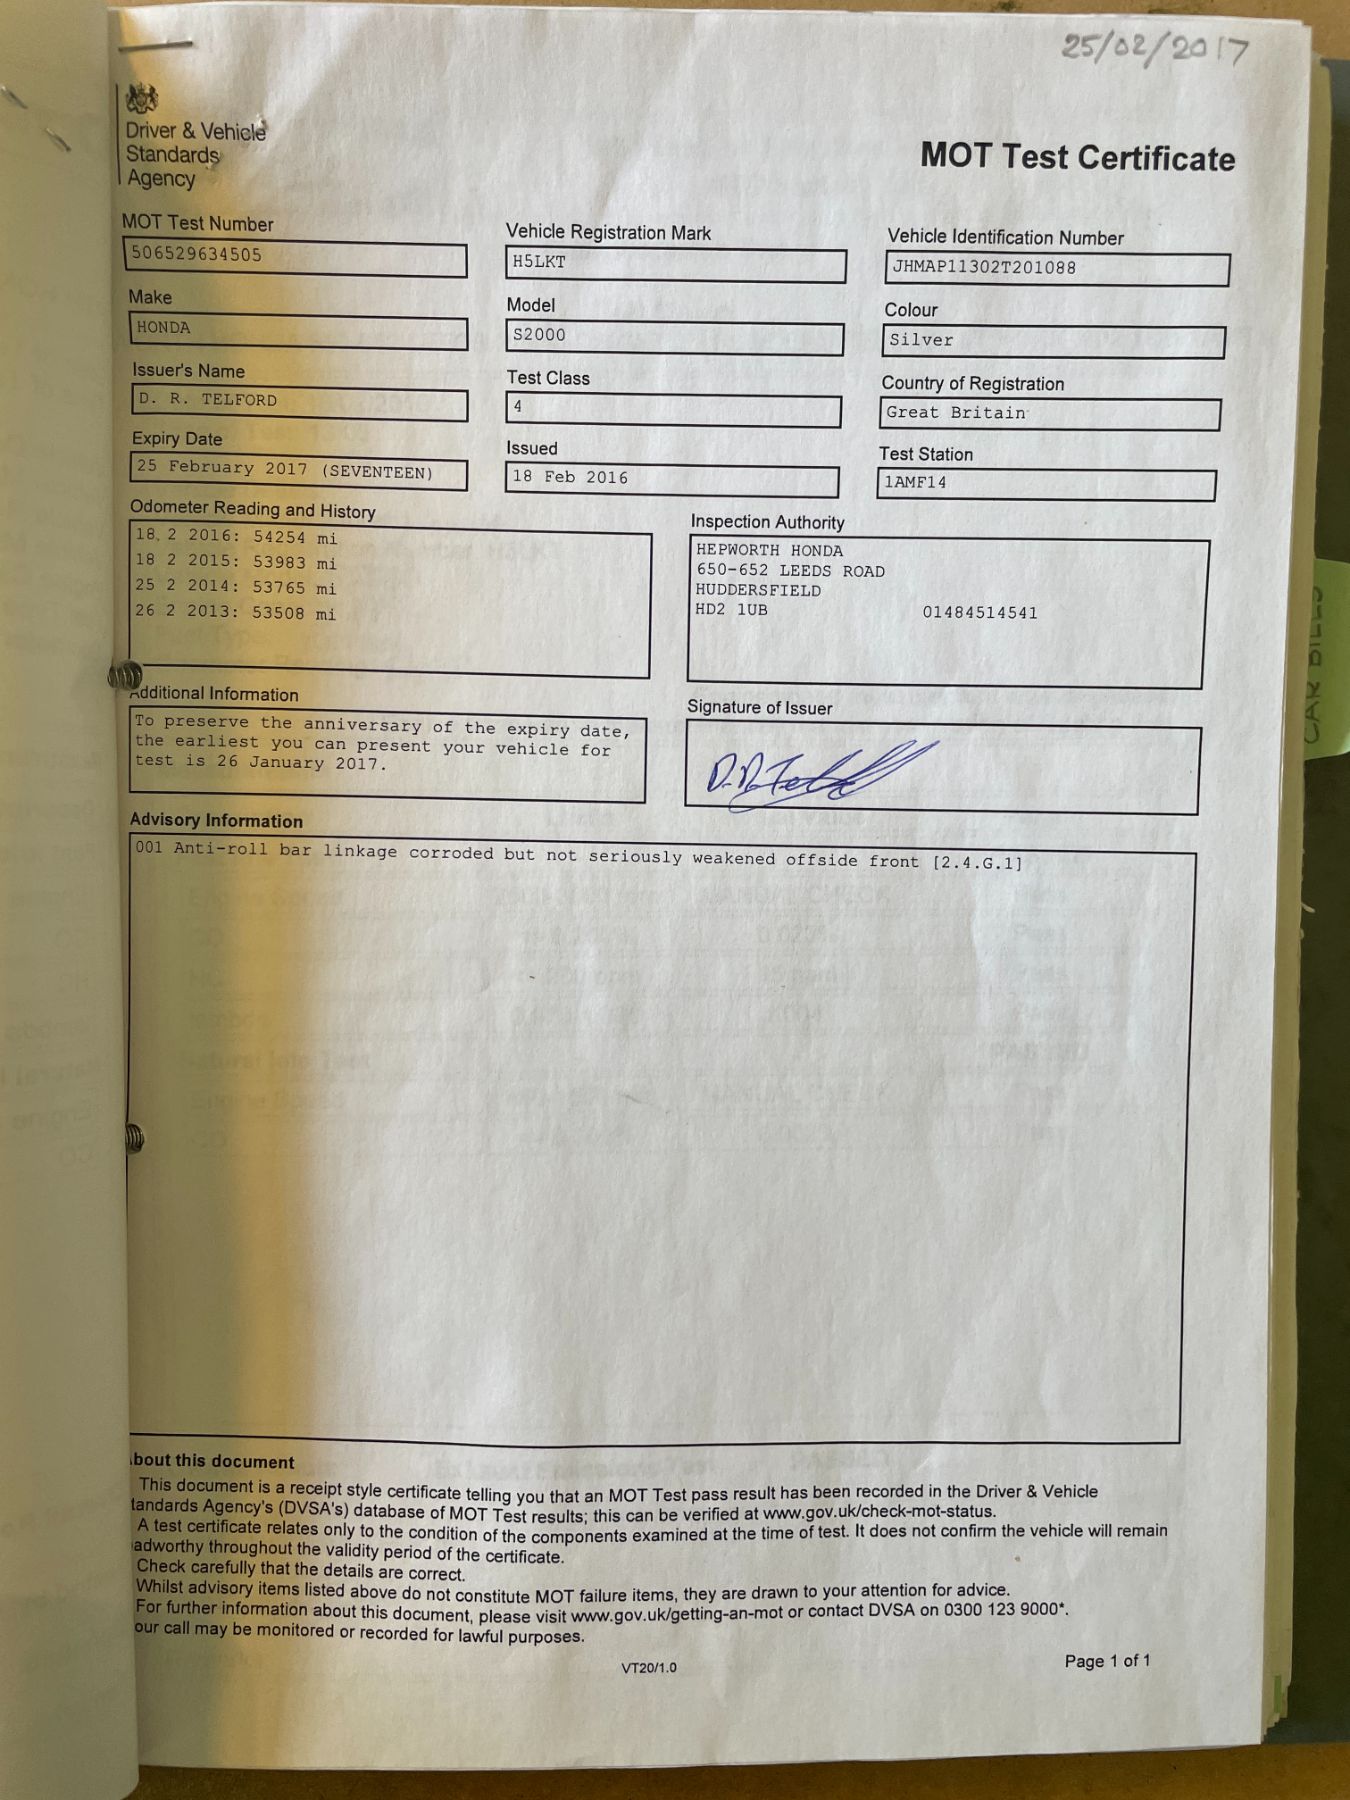 25/02/2017
Driver & Vehicle
Standards
Agency
MOT Test Certificate
MOT Test Number
506529634505
Vehicle Registration Mark
H5LKT
Vehicle Identification Number
JHMAP11302T201088
Make
HONDA
Model
S2000
Colour
Silver
Issuer's Name
D. R. TELFORD
Test Class
4
Country of Registration
Great Britain
Expiry Date
25 February 2017 (SEVENTEEN)
Issued
18 Feb 2016
Test Station
1AMF14
Odometer Reading and History
18 2 2016: 54254 mi
18 2 2015: 53983 mi
25 2 2014: 53765 mi
26 2 2013: 53508 mi
Inspection Authority
HEPWORTH HONDA
650-652 LEEDS ROAD
HUDDERSFIELD
HD2 1UB 01484514541
Additional Information
To preserve the anniversary of the expiry date,
the earliest you can present your vehicle for
test is 26 January 2017.
Signature of Issuer
Advisory Information
001 Anti-roll bar linkage corroded but not seriously weakened offside front [2.4.G.1]
bout this document
This document is a receipt style certificate telling you that an MOT Test pass result has been recorded in the Driver & Vehicle
tandards Agency's (DVSA's) database of MOT Test results; this can be verified at www.gov.uk/check-mot-status.
A test certificate relates only to the condition of the components examined at the time of test. It does not confirm the vehicle will remain
adworthy throughout the validity period of the certificate.
Check carefully that the details are correct.
Whilst advisory items listed above do not constitute MOT failure items, they are drawn to your attention for advice.
For further information about this document, please visit www.gov.uk/getting-an-mot or contact DVSA on 0300 123 9000*.
our call may be monitored or recorded for lawful purposes.
VT20/1.0
Page 1 of 1
CAR BILLS